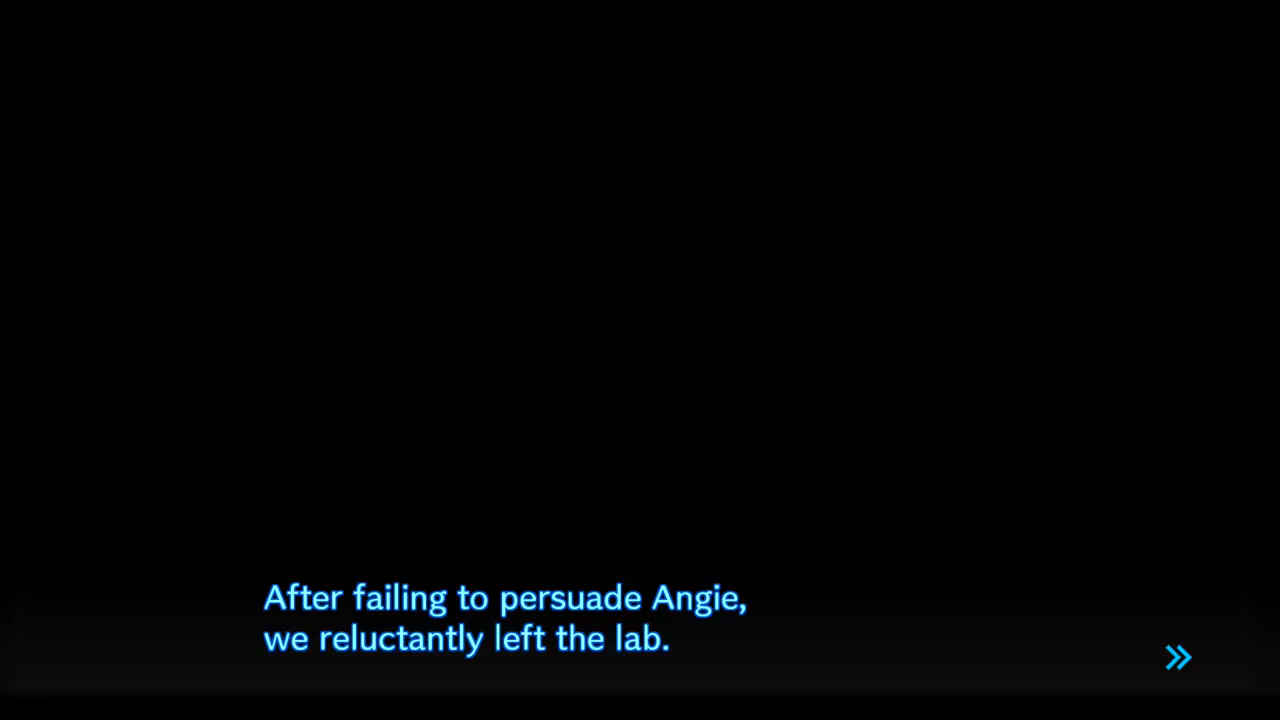 After failing to persuade Angie,
we reluctantly left the lab.